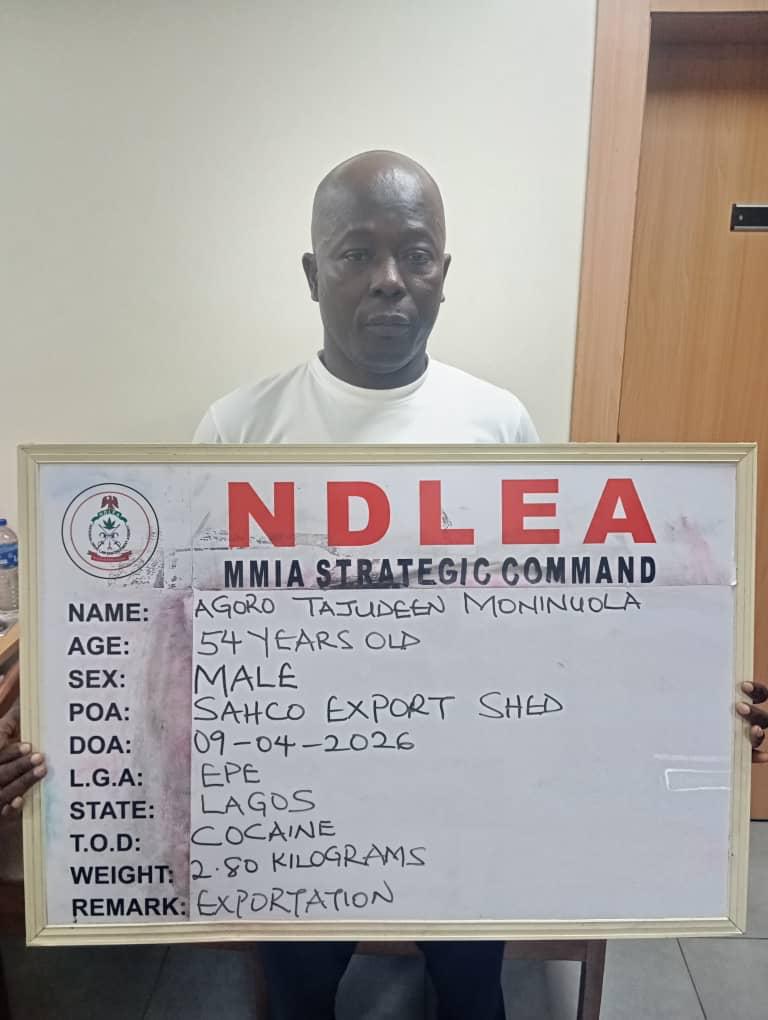 NDLEA
NDLEA
MMIA STRATEGIC COMMAND
NAME: AGORO TAJUDEEN MONINUOLA
AGE: 54 YEARS OLD
SEX: MALE
POA: SAHCO EXPORT SHED
DOA: 09-04-2026
L.G.A: EPE
STATE: LAGOS
T.O.D: COCAINE
WEIGHT: 2.80 KILOGRAMS
REMARK: EXPORTATION